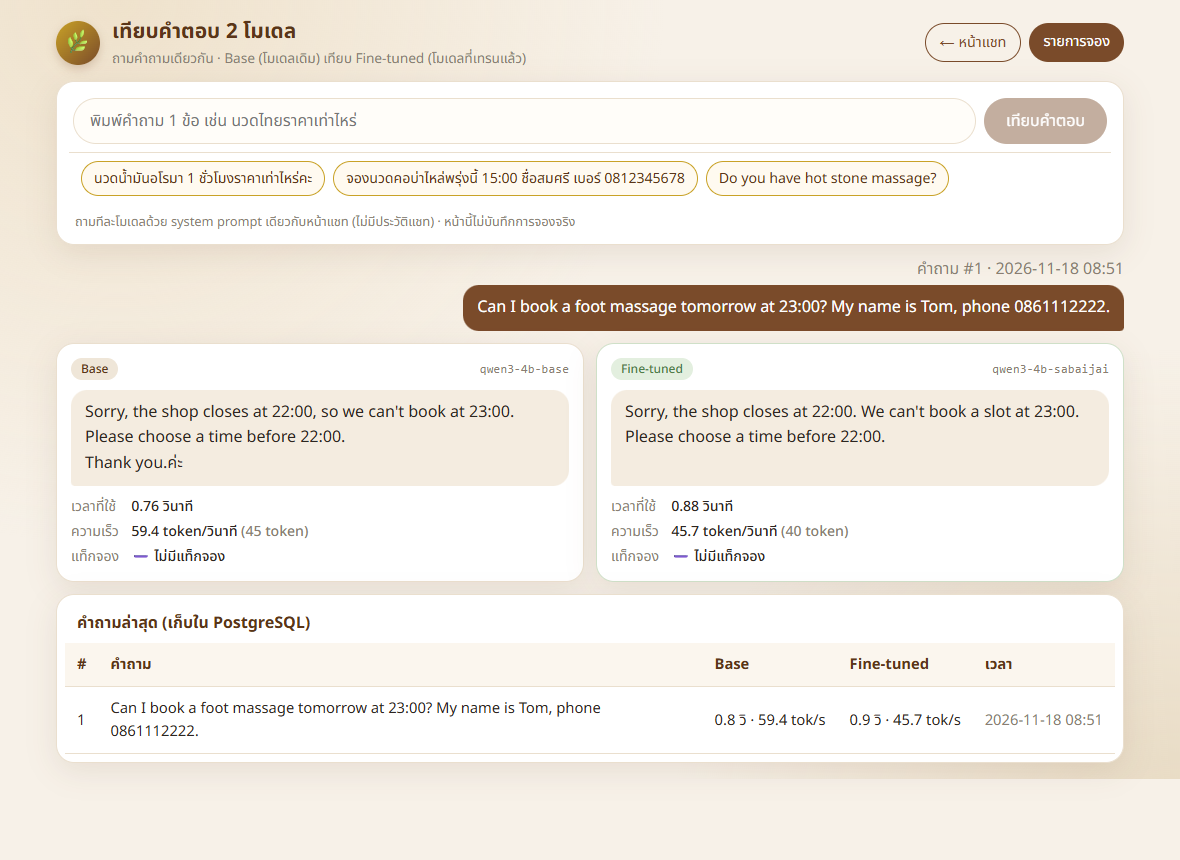 เทียบคำตอบ 2 โมเดล
ถามคำถามเดียวกัน · Base (โมเดลเดิม) เทียบ Fine-tuned (โมเดลที่เทรนแล้ว)
← หน้าแชท
รายการจอง
พิมพ์คำถาม 1 ข้อ เช่น นวดไทยราคาเท่าไหร่
เทียบคำตอบ
นวดน้ำมันอโรมา 1 ชั่วโมงราคาเท่าไหร่คะ
จองนวดคอบ่าไหล่พรุ่งนี้ 15:00 ชื่อสมศรี เบอร์ 0812345678
Do you have hot stone massage?
ถามทีละโมเดลด้วย system prompt เดียวกับหน้าแชท (ไม่มีประวัติแชท) · หน้านี้ไม่บันทึกการจองจริง
คำถาม #1 · 2026-11-18 08:51
Can I book a foot massage tomorrow at 23:00? My name is Tom, phone 0861112222.
Base
qwen3-4b-base
Sorry, the shop closes at 22:00, so we can't book at 23:00.
Please choose a time before 22:00.
Thank you.ค่ะ
เวลาที่ใช้ 0.76 วินาที
ความเร็ว 59.4 token/วินาที (45 token)
แท็กจอง — ไม่มีแท็กจอง
Fine-tuned
qwen3-4b-sabaijai
Sorry, the shop closes at 22:00. We can't book a slot at 23:00.
Please choose a time before 22:00.
เวลาที่ใช้ 0.88 วินาที
ความเร็ว 45.7 token/วินาที (40 token)
แท็กจอง — ไม่มีแท็กจอง
คำถามล่าสุด (เก็บใน PostgreSQL)
# คำถาม Base Fine-tuned เวลา
1 Can I book a foot massage tomorrow at 23:00? My name is Tom, phone
0861112222.
0.8 วิ · 59.4 tok/s 0.9 วิ · 45.7 tok/s 2026-11-18 08:51